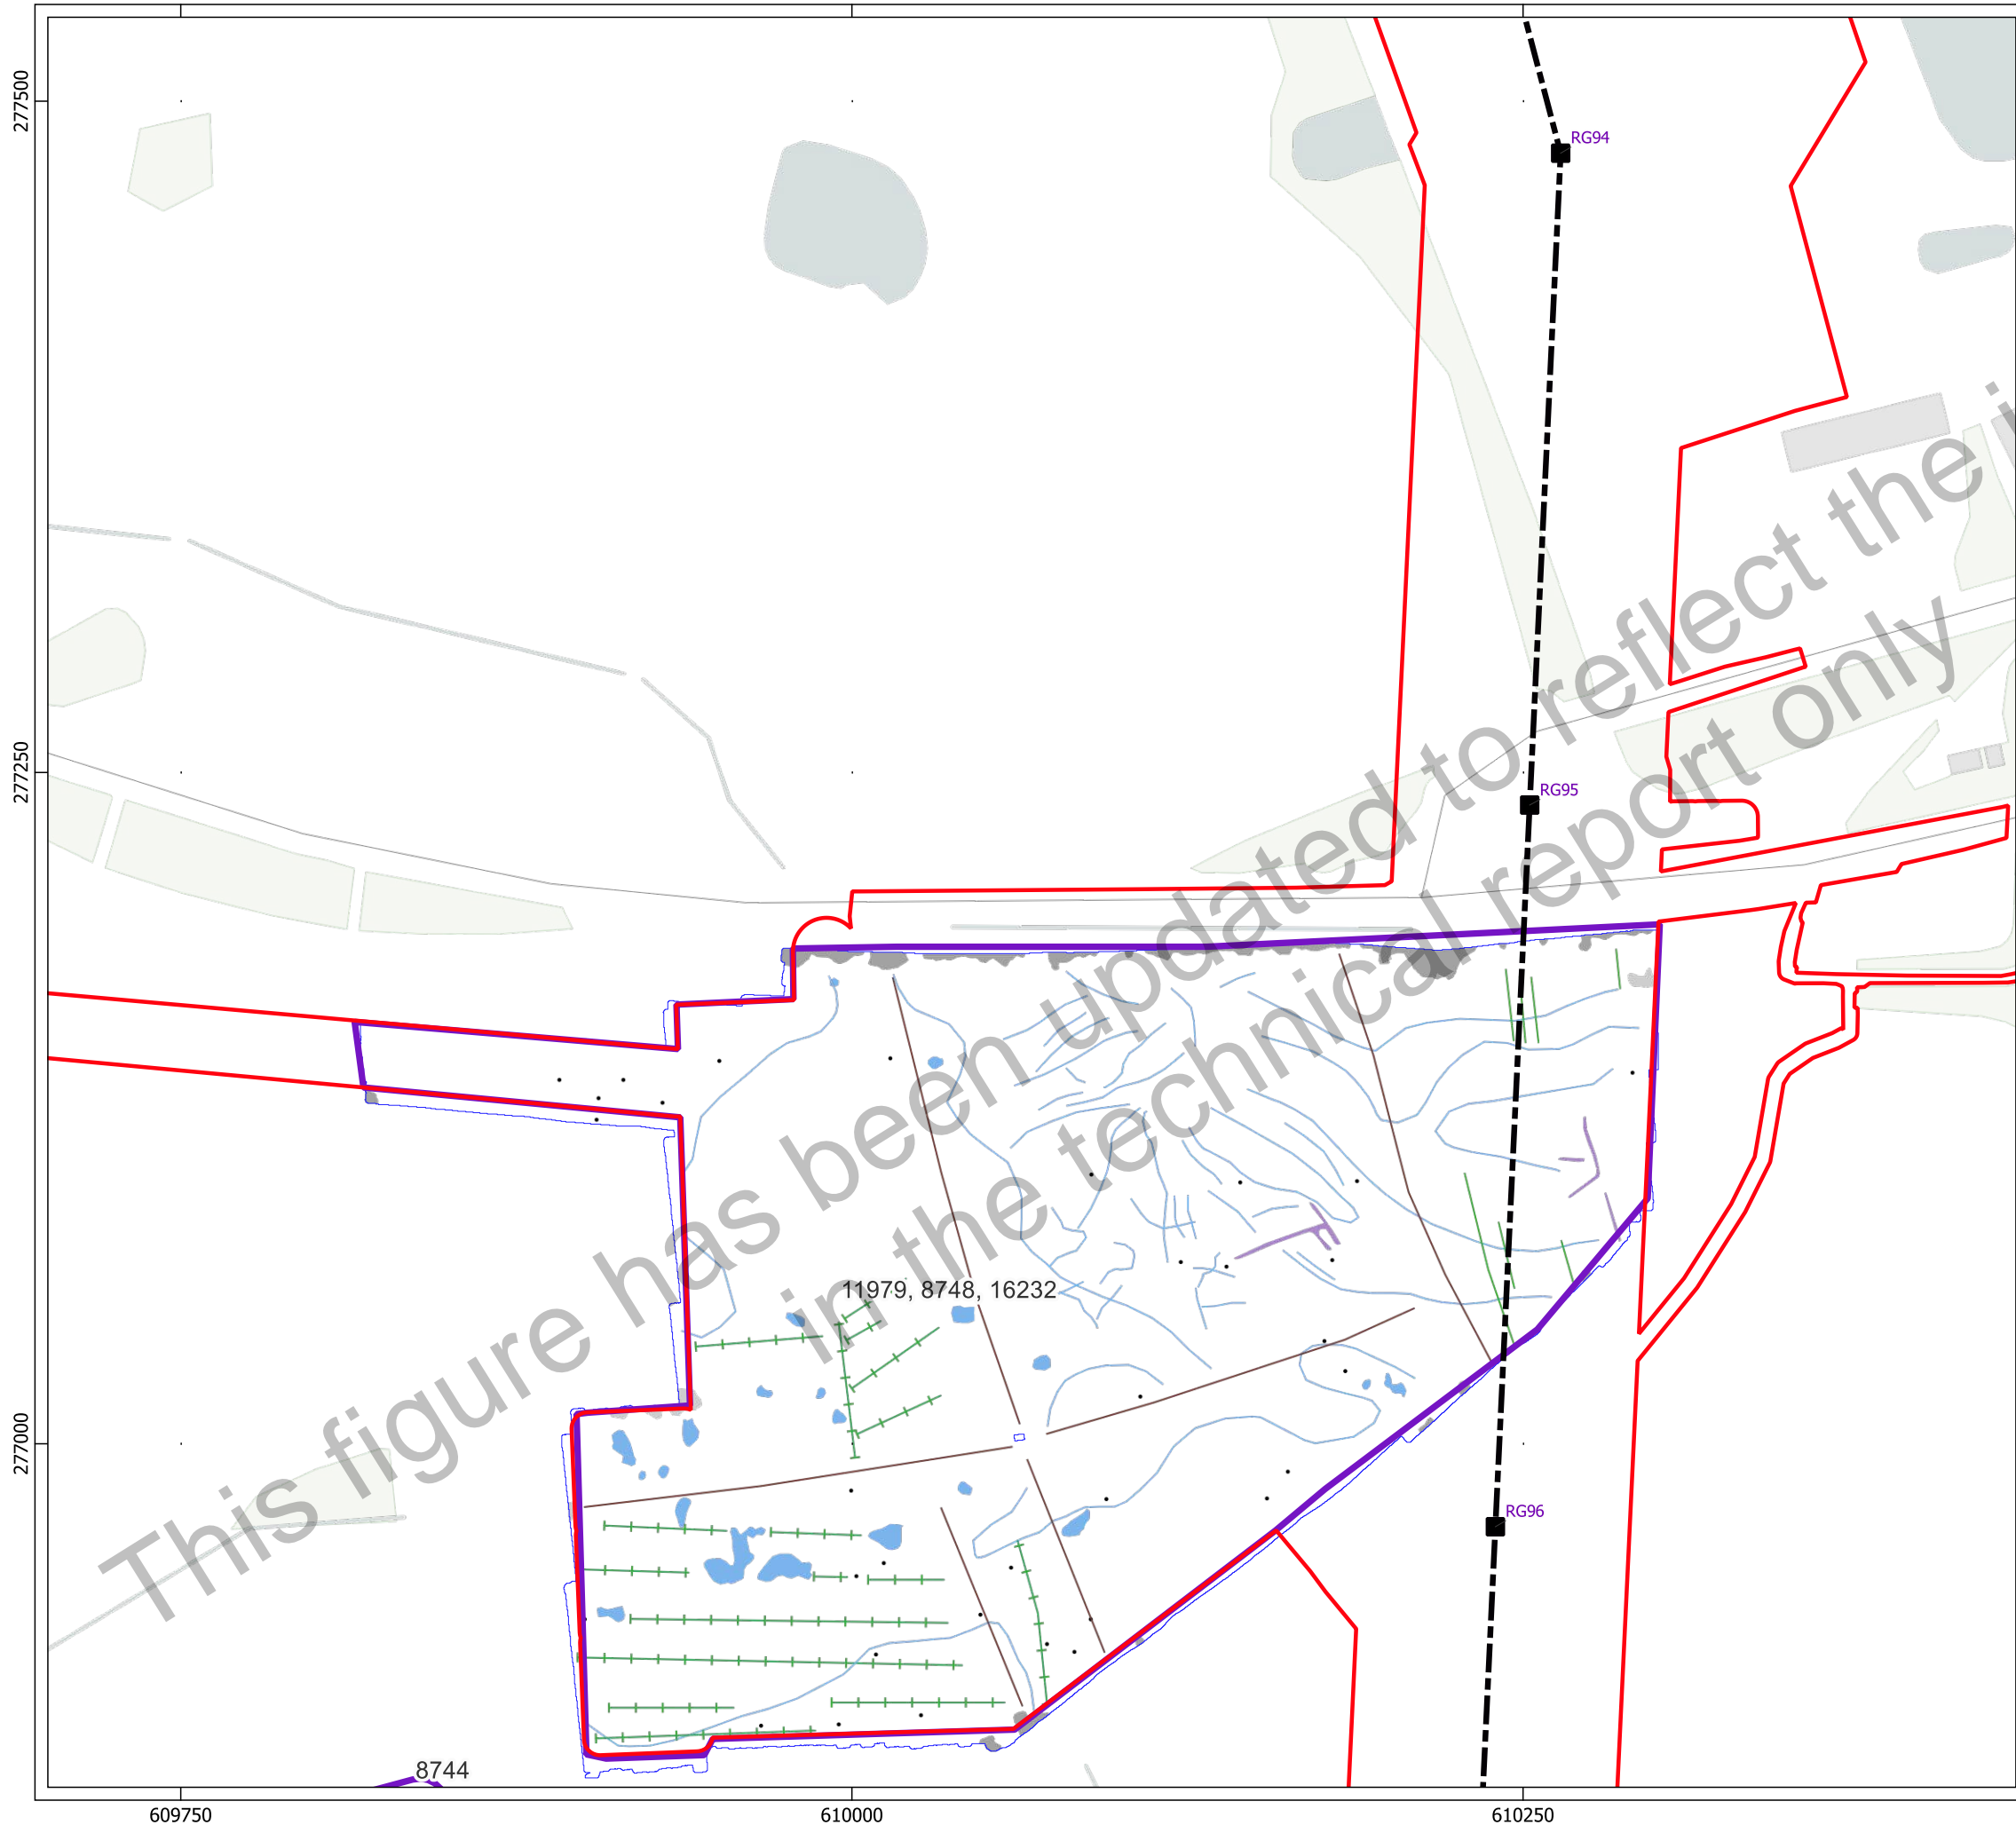 277500
RG94
277250
RG95
11979, 8748, 16232
277000
RG96
8744
609750
610000
610250
This figure has been updated to reflect the i
in the technical report only